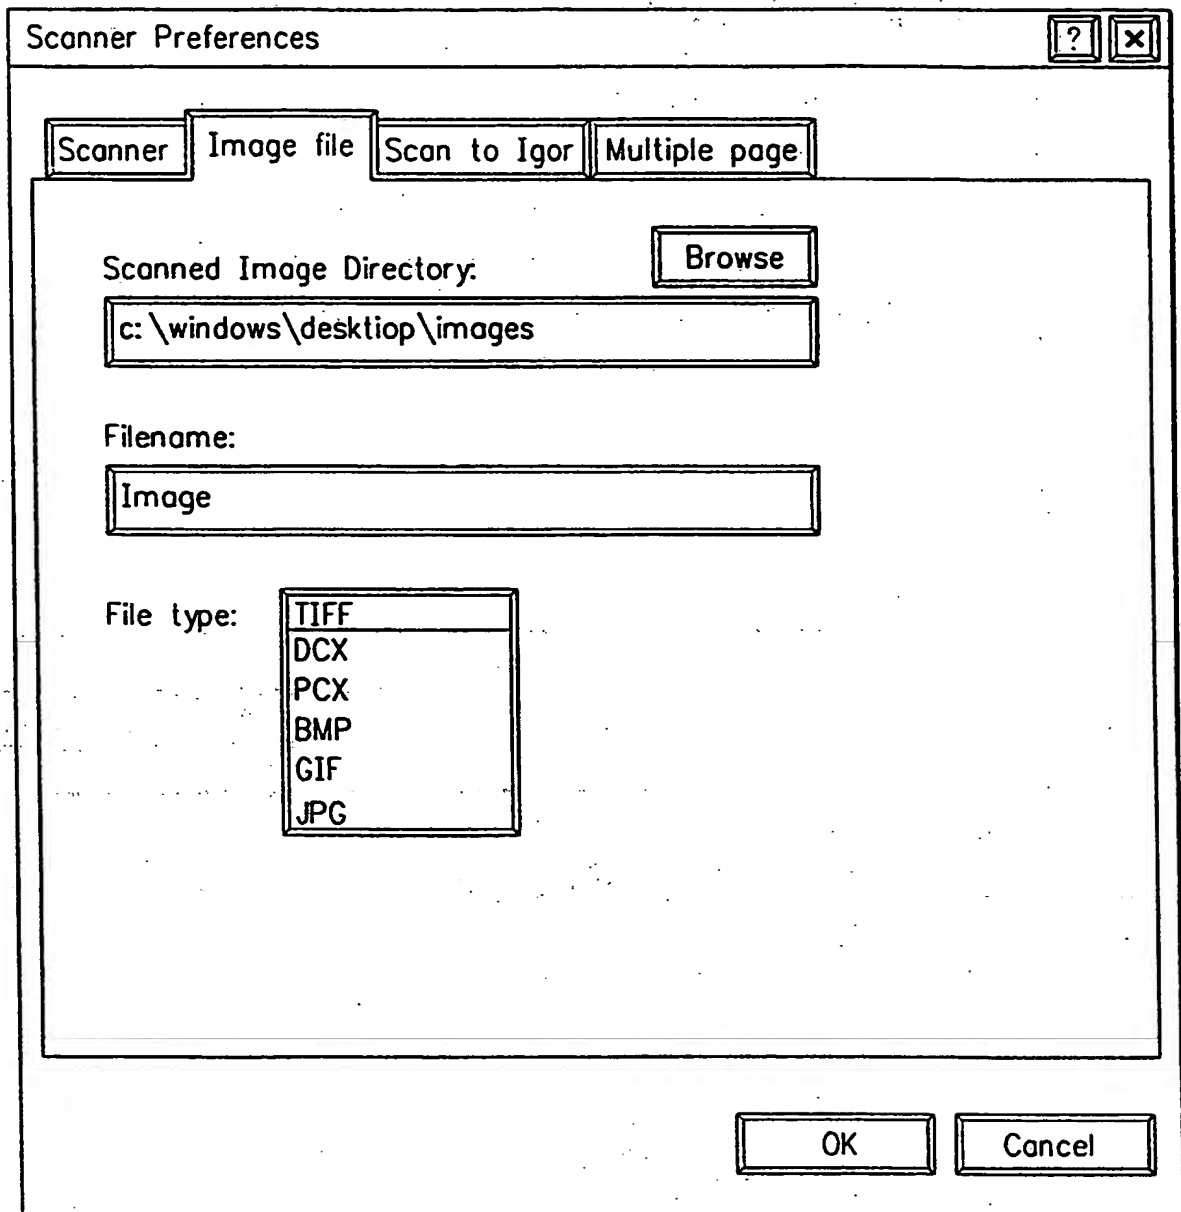 Scanner Preferences ? ×
Scanner Image file Scan to Igor Multiple page
Scanned Image Directory: Browse
c:\windows\desktiop\images
Filename:
Image
File type: TIFF
DCX
PCX
BMP
GIF
JPG
OK Cancel